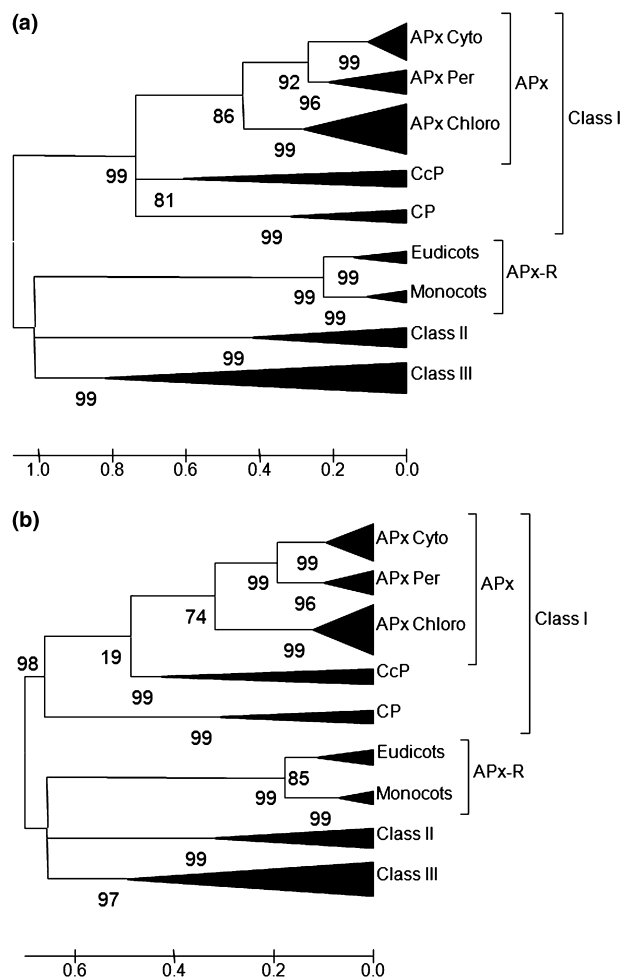 (a)
APx Cyto
99
92
APx Per
96
APx
86
APx Chloro
99
Class I
99
CcP
81
CP
99
Eudicots
99
APx-R
99
Monocots
99
Class II
99
Class III
99
1.0 0.8 0.6 0.4 0.2 0.0
(b)
APx Cyto
99
99
APx Per
96
APx
74
APx Chloro
99
Class I
19
98
CcP
99
CP
99
Eudicots
85
APx-R
99
Monocots
99
Class II
99
Class III
97
0.6 0.4 0.2 0.0